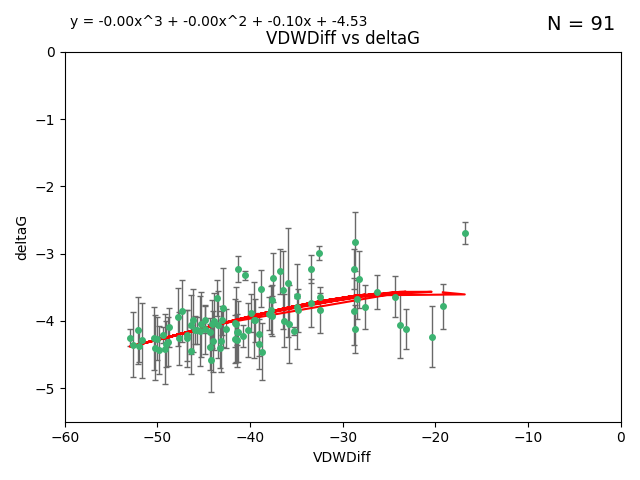 y = -0.00x^3 + -0.00x^2 + -0.10x + -4.53
N = 91
VDWDiff vs deltaG
0
−1
−2
−3
−4
−5
deltaG
−60
−50
−40
−30
−20
−10
0
VDWDiff